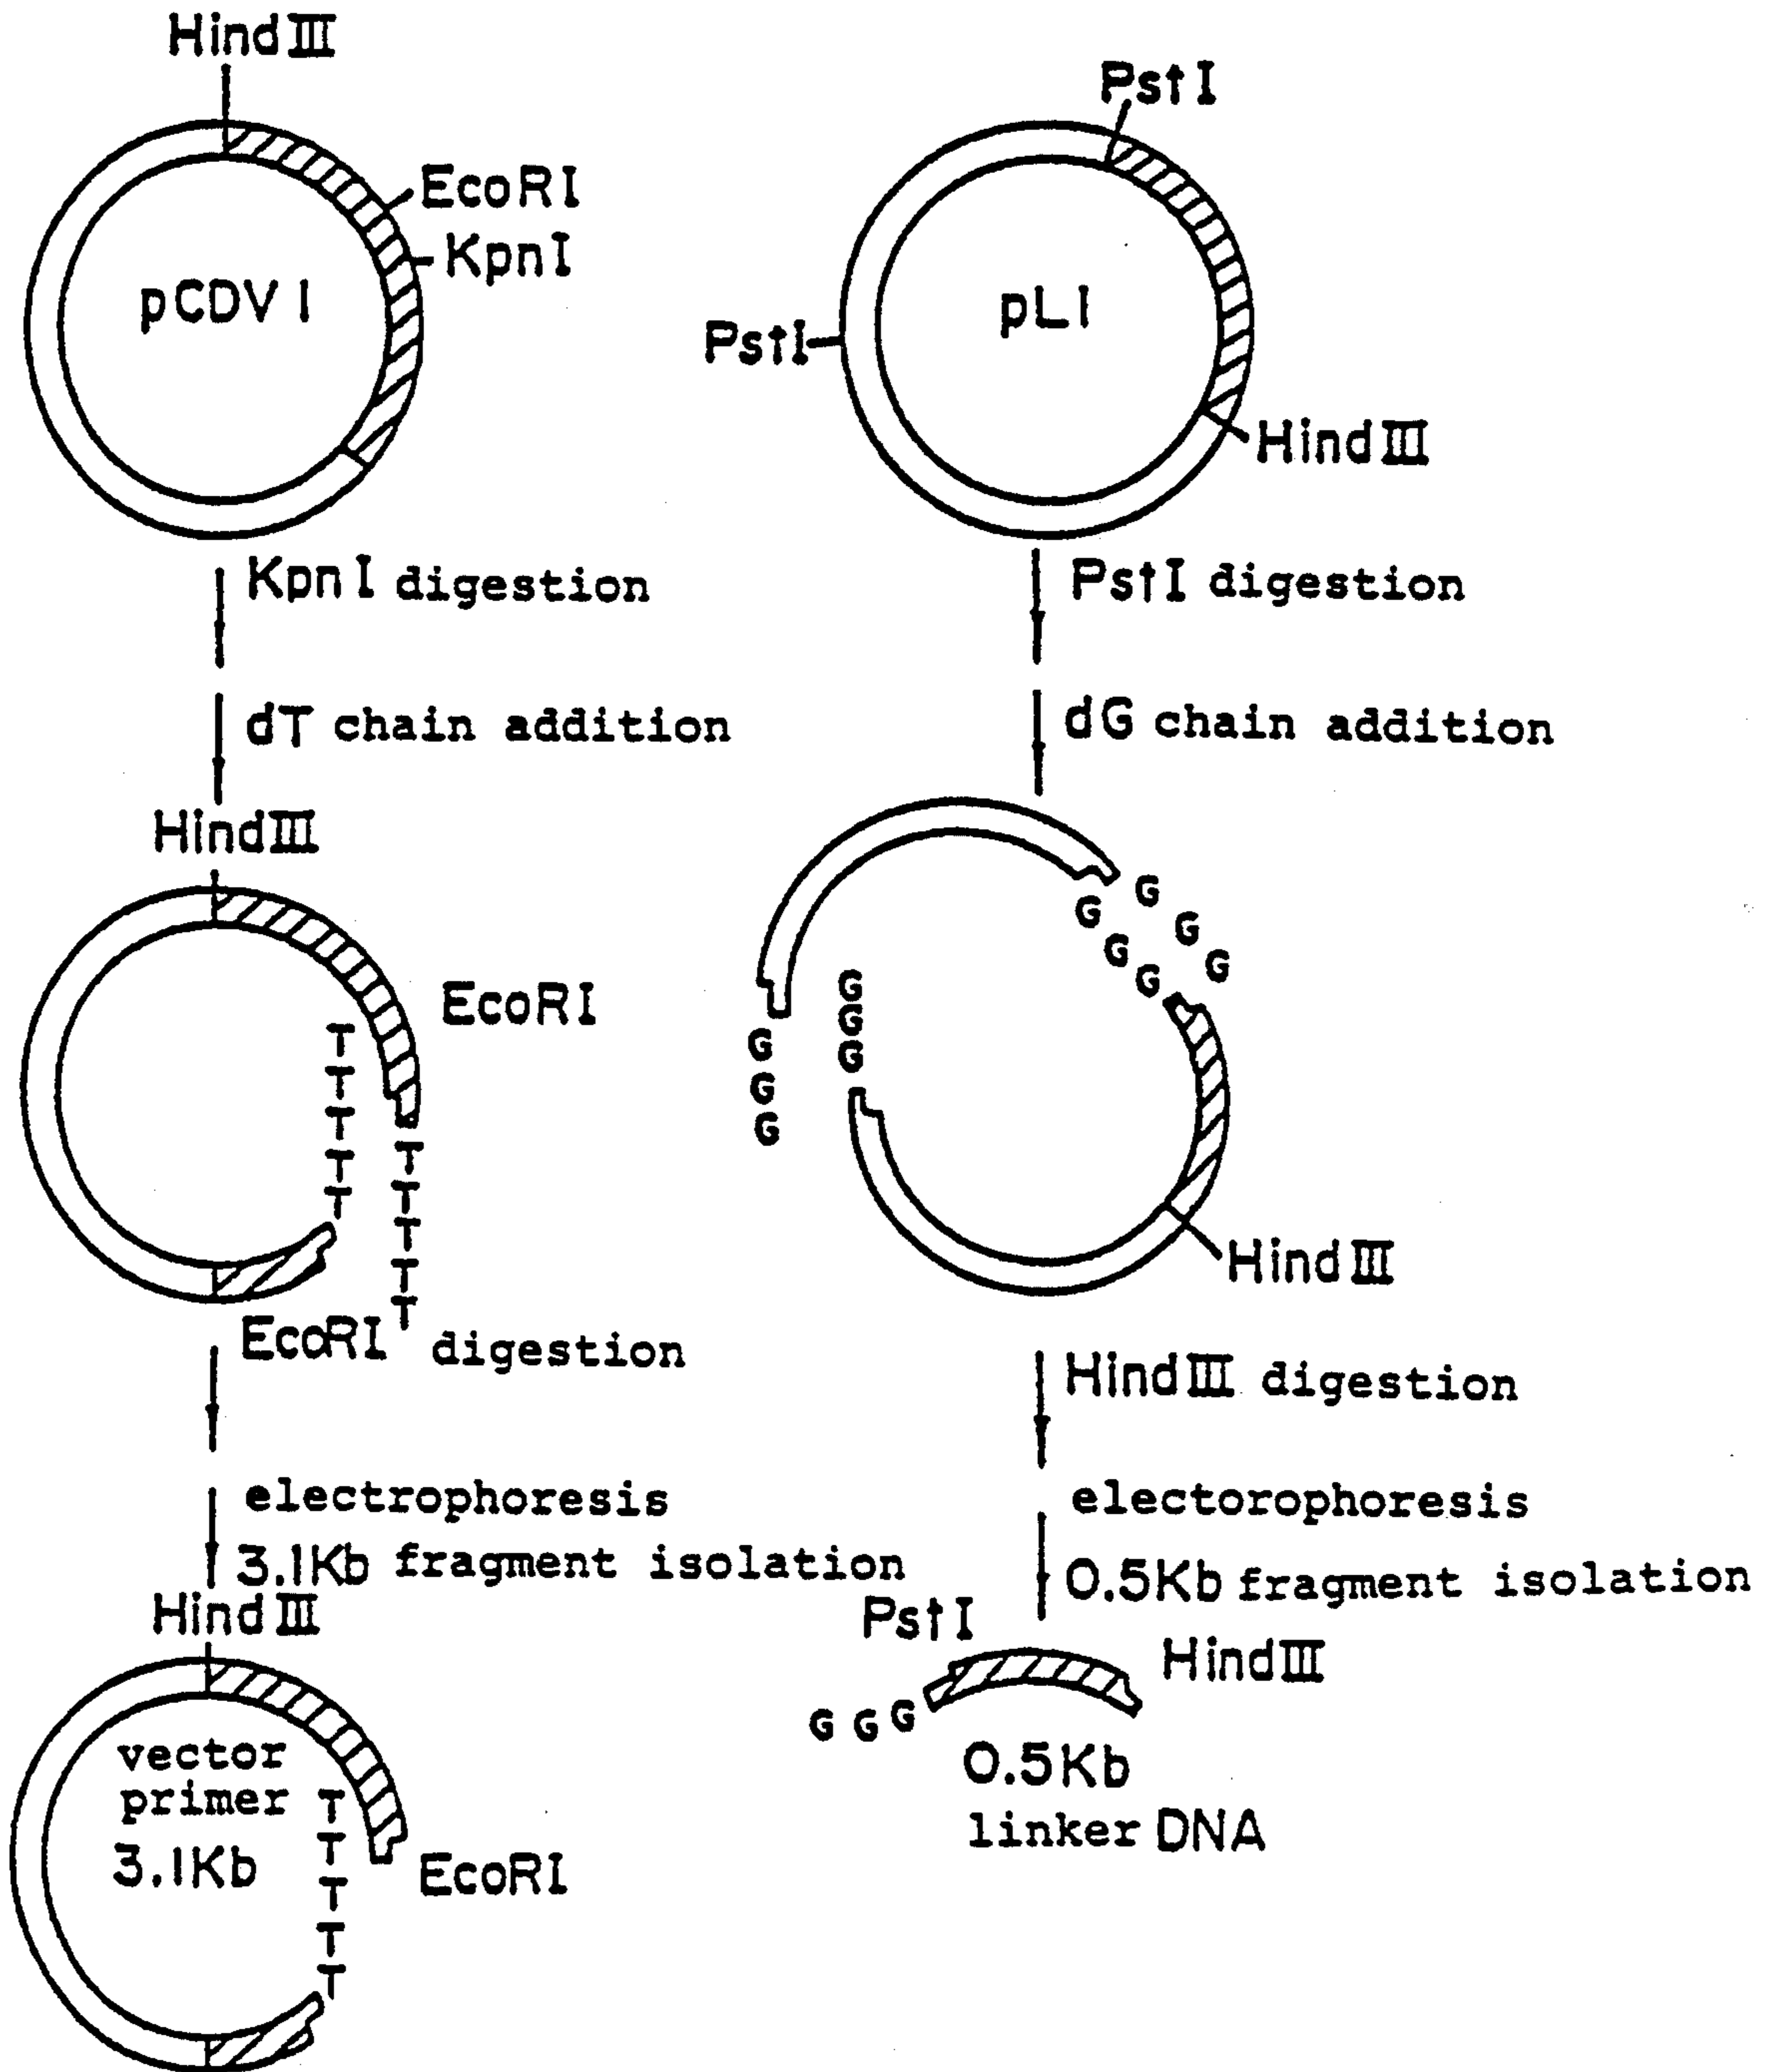 HindIII
EcoRI
KpnI
pCDV1
KpnI digestion
dT chain addition
HindIII
EcoRI
T
T
T
T
T
T
T
T
T
T
EcoRI digestion
electrophoresis
3.1Kb fragment isolation
HindIII
vector
primer
3.1Kb
T
T
T
T
T
EcoRI
PstI
PstI
pL1
HindIII
PstI digestion
dG chain addition
G
G
G
G
G
G
G
G
G
G
G
G
HindIII
HindIII digestion
electorophoresis
0.5Kb fragment isolation
PstI
HindIII
G G G
0.5Kb
linker DNA